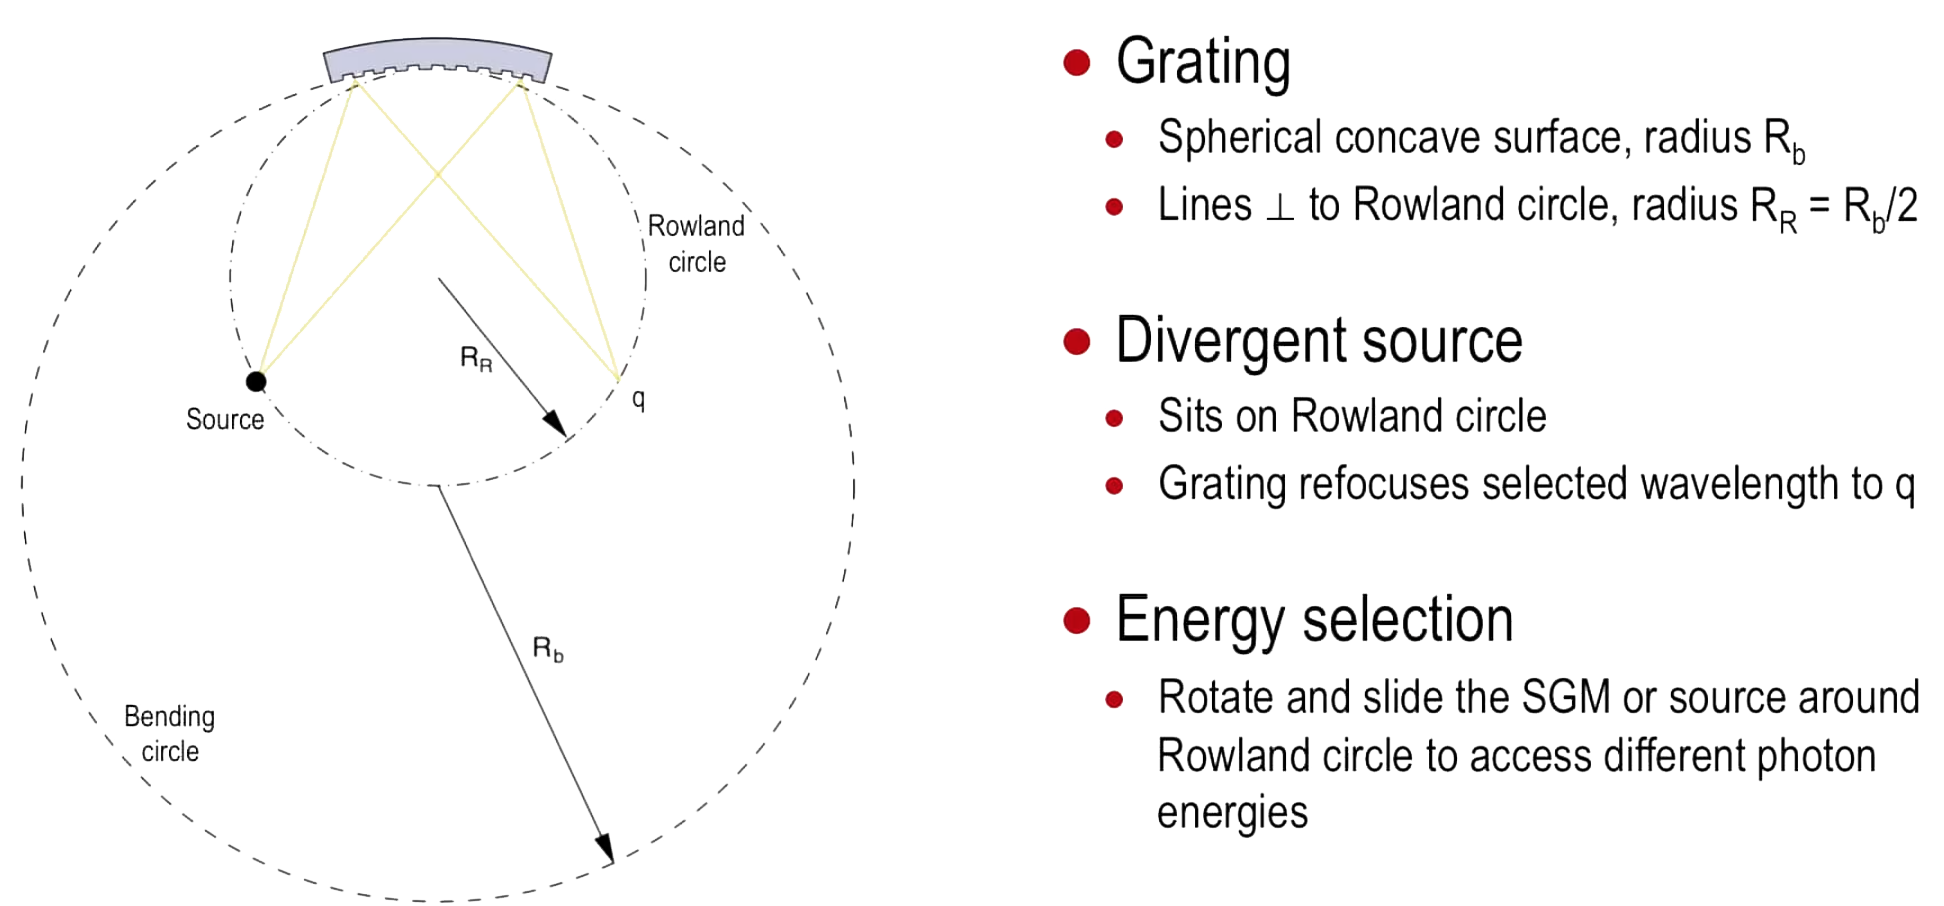 Rowland
circle
R_R
Source
q
R_b
Bending
circle
• Grating
• Spherical concave surface, radius R_b
• Lines ⊥ to Rowland circle, radius R_R = R_b/2
• Divergent source
• Sits on Rowland circle
• Grating refocuses selected wavelength to q
• Energy selection
• Rotate and slide the SGM or source around
Rowland circle to access different photon
energies